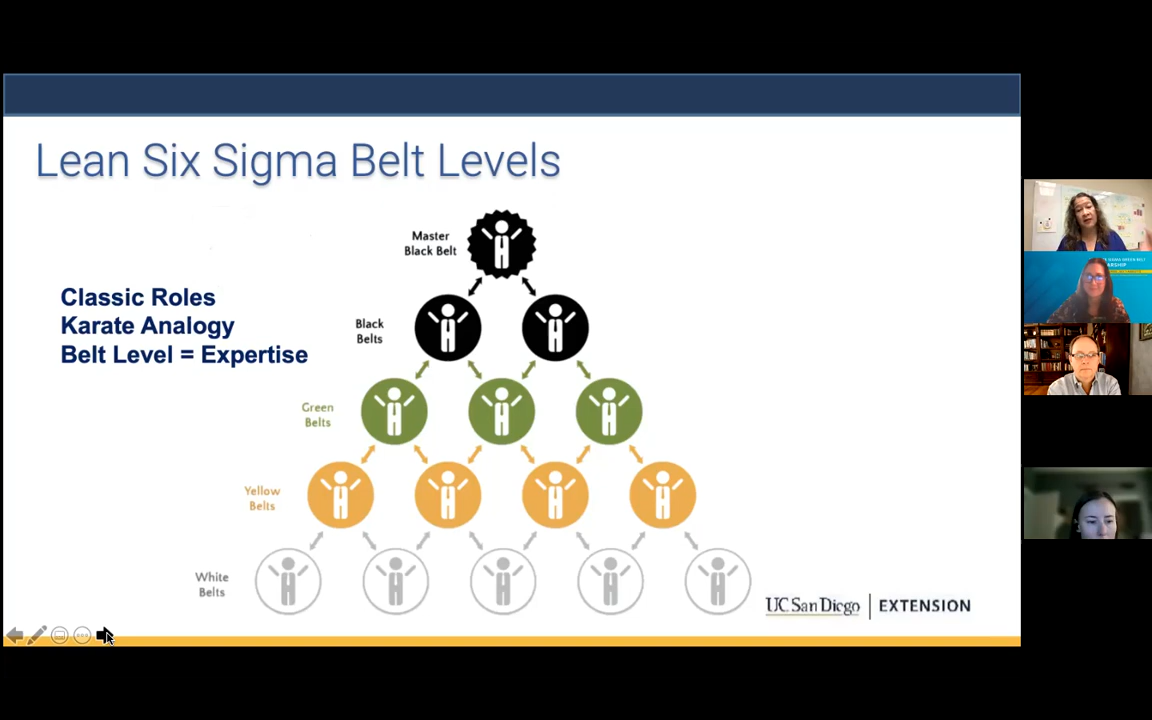 Lean Six Sigma Belt Levels
Master
Black Belt
Classic Roles
Karate Analogy
Belt Level = Expertise
Black
Belts
Green
Belts
Yellow
Belts
White
Belts
UC San Diego
EXTENSION